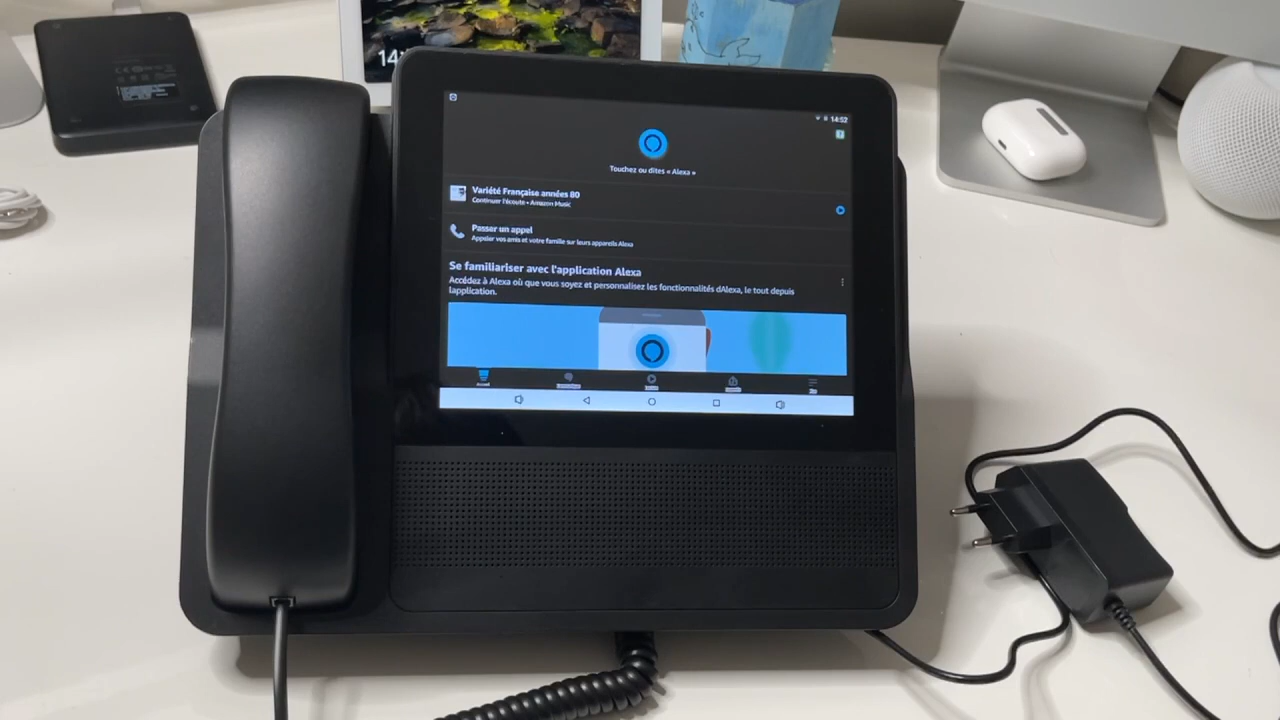 14:
14:52
Touchez ou dites « Alexa »
Variété Française années 80
Continuer l'écoute • Amazon Music
Passer un appel
Appeler vos amis et votre famille sur leurs appareils Alexa
Se familiariser avec l'application Alexa
Accédez à Alexa où que vous soyez et personnalisez les fonctionnalités dAlexa, le tout depuis
lapplication.
Accueil